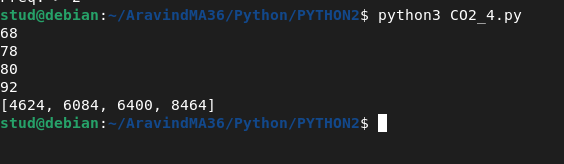 stud@debian:~/AravindMA36/Python/PYTHON2$ python3 CO2_4.py
68
78
80
92
[4624, 6084, 6400, 8464]
stud@debian:~/AravindMA36/Python/PYTHON2$